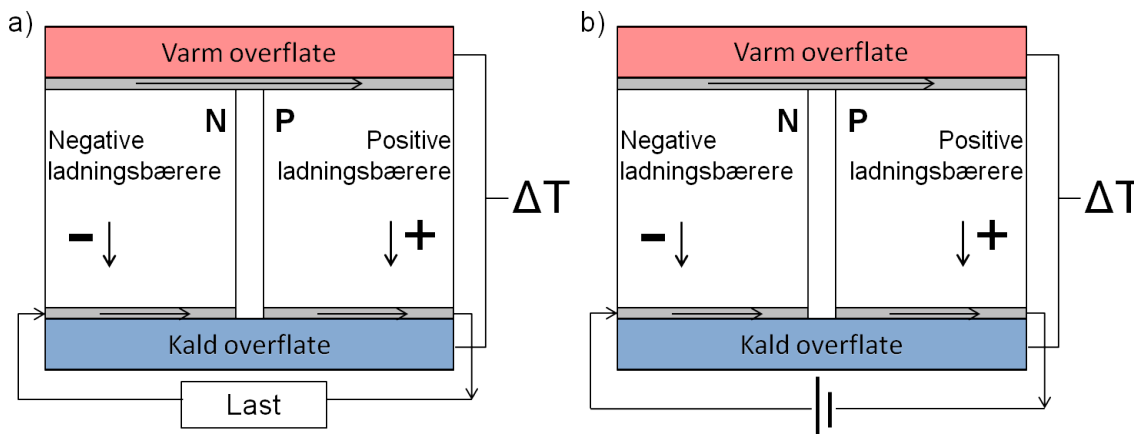 a)
Varm overflate
N P
Negative
ladningsbærere
Positive
ladningsbærere
ΔT
- +
Kald overflate
Last
b)
Varm overflate
N P
Negative
ladningsbærere
Positive
ladningsbærere
ΔT
- +
Kald overflate